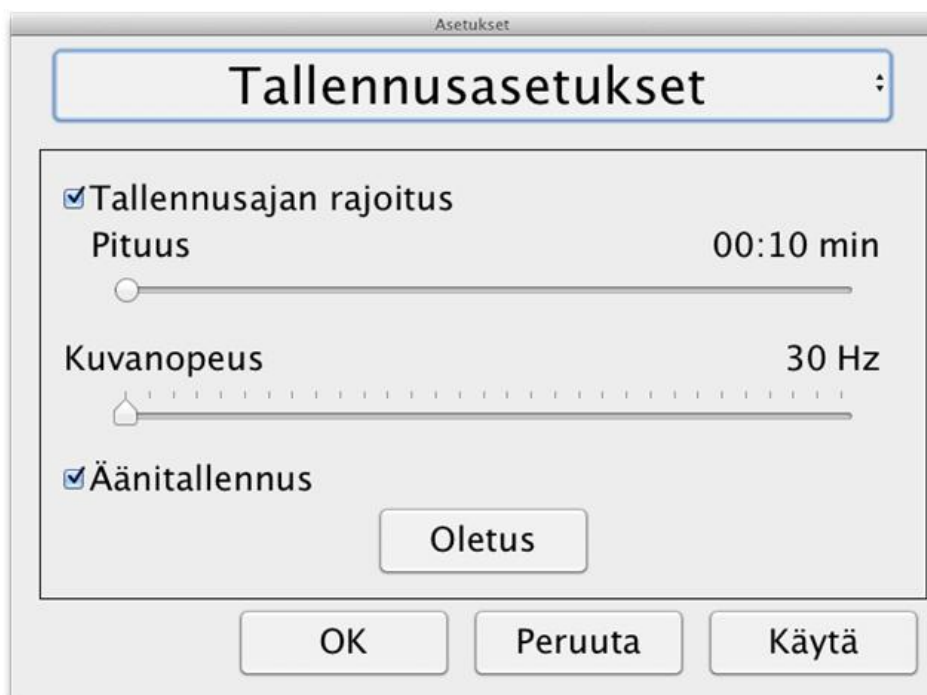 Asetukset
Tallennusasetukset
Tallennusajan rajoitus
Pituus 00:10 min
Kuvanopeus 30 Hz
Äänitallennus
Oletus
OK Peruuta Käytä